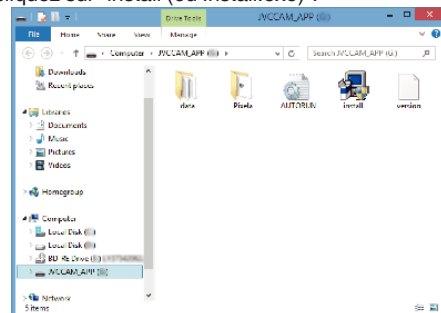 Drive Tools JVCCAM_APP
File Home Share View Manage
Computer JVCCAM_APP Search JVCCAM_APP
Downloads
Recent places
data Pixela AUTORUN install version
Libraries
Documents
Music
Pictures
Videos
Homegroup
Computer
Local Disk
Local Disk
BD-RE Drive
JVCCAM_APP
Network
5 items